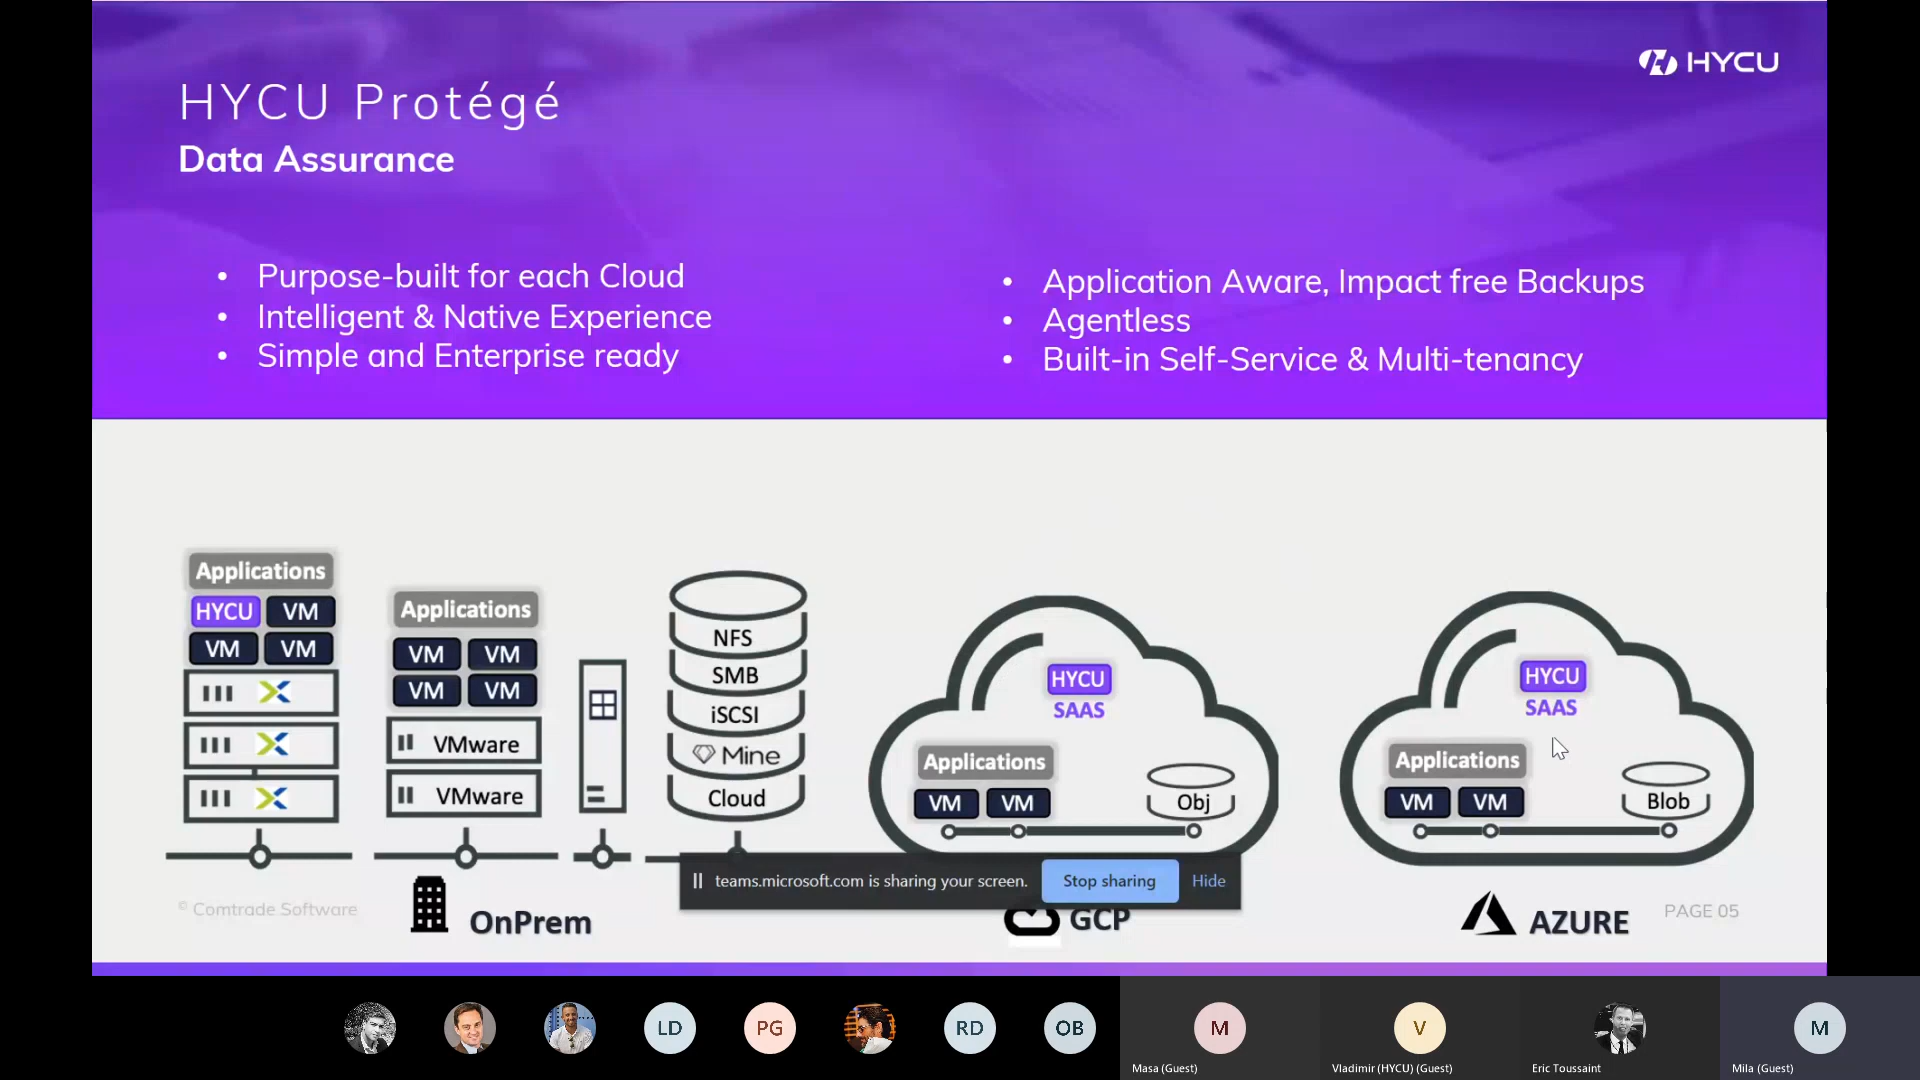 HYCU
HYCU Protégé
Data Assurance
• Purpose-built for each Cloud
• Intelligent & Native Experience
• Simple and Enterprise ready
• Application Aware, Impact free Backups
• Agentless
• Built-in Self-Service & Multi-tenancy
Applications
HYCU VM
VM VM
Applications
VM VM
VM VM
VMware
VMware
NFS
SMB
iSCSI
Mine
Cloud
HYCU
SAAS
Applications
VM VM
Obj
HYCU
SAAS
Applications
VM VM
Blob
teams.microsoft.com is sharing your screen. Stop sharing Hide
© Comtrade Software
OnPrem
GCP
AZURE
PAGE 05
LD
PG
RD
OB
M
Masa (Guest)
V
Vladimir (HYCU) (Guest)
Eric Toussaint
M
Mila (Guest)